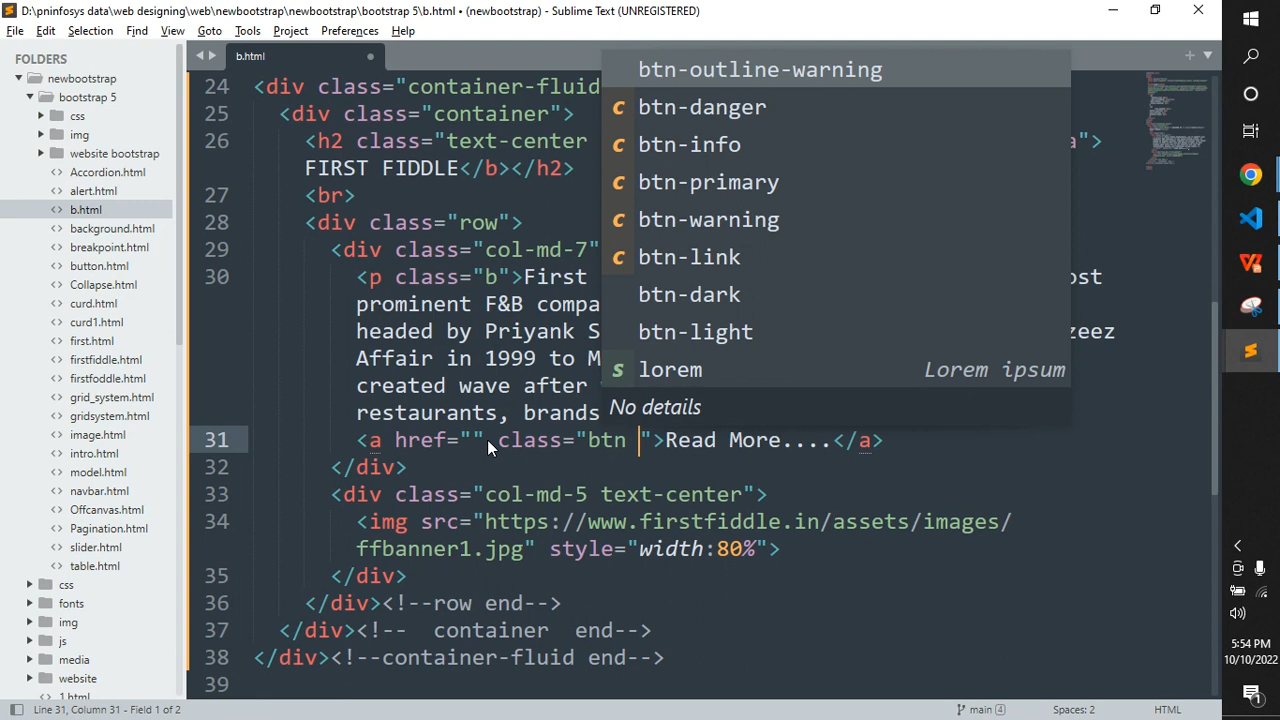 D:\pninfosys data\web designing\web\newbootstrap\bootstrap 5\b.html • (newbootstrap) - Sublime Text (UNREGISTERED)
File Edit Selection Find View Goto Tools Project Preferences Help
FOLDERS
newbootstrap
bootstrap 5
css
img
website bootstrap
Accordion.html
alert.html
b.html
background.html
breakpoint.html
button.html
Collapse.html
curd.html
curd1.html
first.html
firstfiddle.html
firstfoddle.html
grid_system.html
gridsystem.html
image.html
intro.html
model.html
navbar.html
Offcanvas.html
Pagination.html
slider.html
table.html
css
fonts
img
js
media
website
1.html
b.html
24 <div class="container-fluid
25 <div class="container">
26 <h2 class="text-center a">
FIRST FIDDLE</b></h2>
27 <br>
28 <div class="row">
29 <div class="col-md-7"
30 <p class="b">First ost
prominent F&B compa
headed by Priyank S zeez
Affair in 1999 to M
created wave after
restaurants, brands
31 <a href="" class="btn ">Read More....</a>
32 </div>
33 <div class="col-md-5 text-center">
34 <img src="https://www.firstfiddle.in/assets/images/
ffbanner1.jpg" style="width:80%">
35 </div>
36 </div><!--row end-->
37 </div><!--  container  end-->
38 </div><!--container-fluid end-->
39
btn-outline-warning
c btn-danger
c btn-info
c btn-primary
c btn-warning
c btn-link
btn-dark
btn-light
s lorem Lorem ipsum
No details
Line 31, Column 31 - Field 1 of 2
main 4
Spaces: 2
HTML
5:54 PM
10/10/2022
1